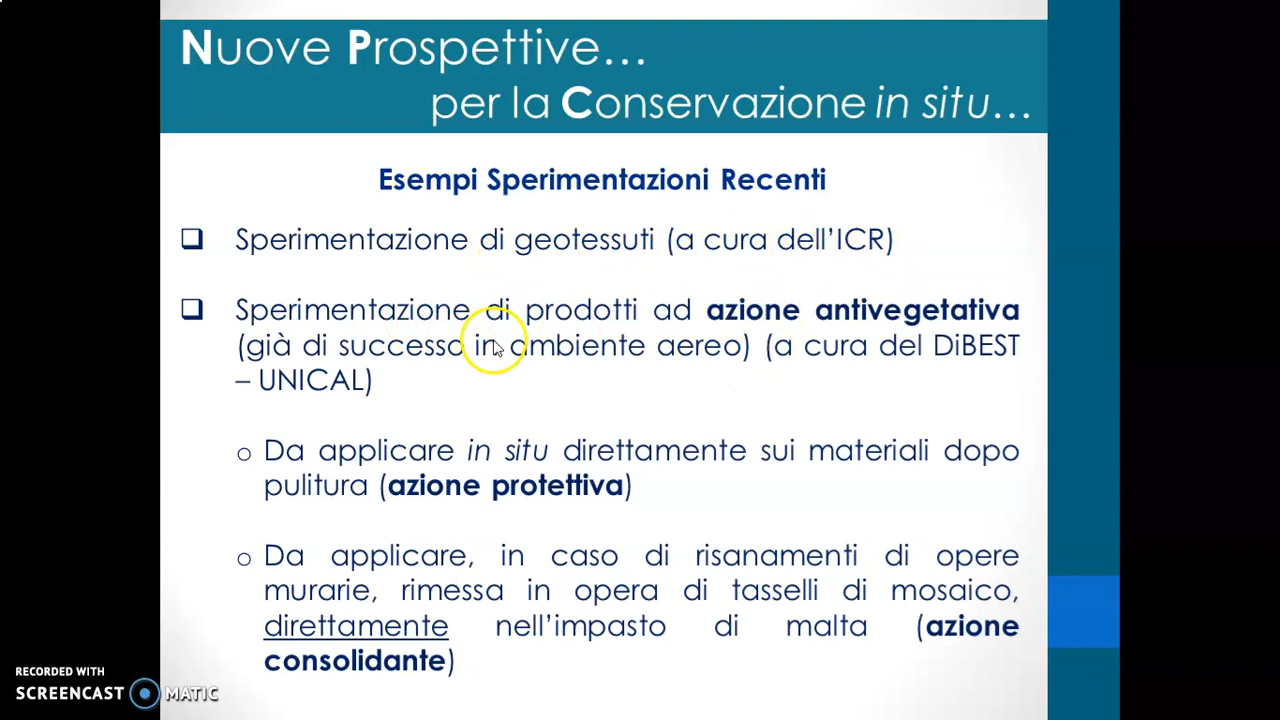 Nuove Prospettive…
per la Conservazione in situ…
Esempi Sperimentazioni Recenti
❑ Sperimentazione di geotessuti (a cura dell’ICR)
❑ Sperimentazione di prodotti ad azione antivegetativa
(già di successo in ambiente aereo) (a cura del DiBEST
– UNICAL)
o Da applicare in situ direttamente sui materiali dopo
pulitura (azione protettiva)
o Da applicare, in caso di risanamenti di opere
murarie, rimessa in opera di tasselli di mosaico,
direttamente nell’impasto di malta (azione
consolidante)
RECORDED WITH
SCREENCAST MATIC